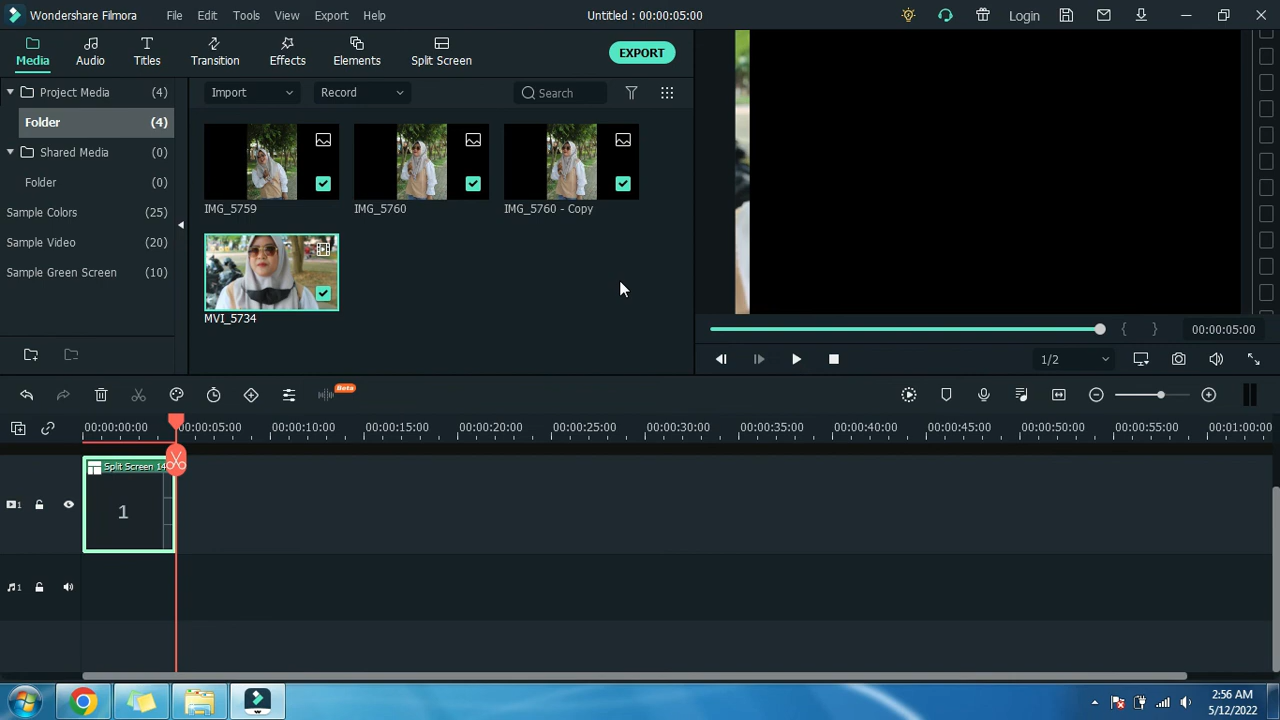 Wondershare Filmora
File Edit Tools View Export Help
Untitled : 00:00:05:00
Login
Media Audio Titles Transition Effects Elements Split Screen
EXPORT
Project Media (4)
Folder (4)
Shared Media (0)
Folder (0)
Sample Colors (25)
Sample Video (20)
Sample Green Screen (10)
Import Record Search
IMG_5759 IMG_5760 IMG_5760 - Copy
MVI_5734
00:00:05:00
1/2
Beta
00:00:00:00 00:00:05:00 00:00:10:00 00:00:15:00 00:00:20:00 00:00:25:00 00:00:30:00 00:00:35:00 00:00:40:00 00:00:45:00 00:00:50:00 00:00:55:00 00:01:00:00
Split Screen 14
1
1
1
2:56 AM
5/12/2022